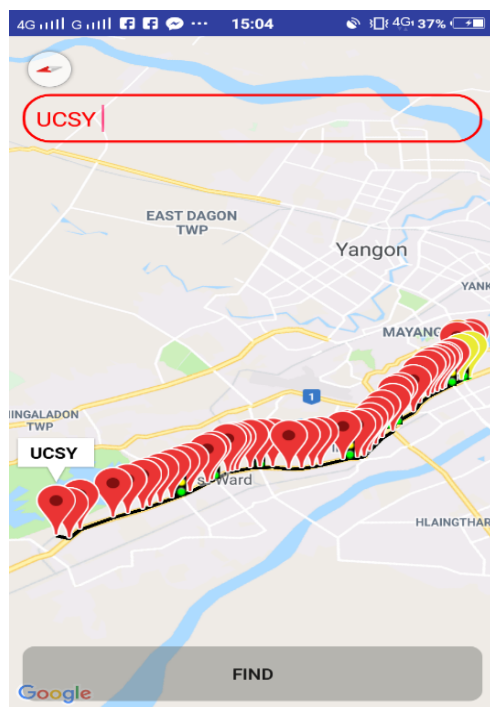 4G G ... 15:04 4G 37%
UCSY
EAST DAGON
TWP
Yangon
YANK
MAYANG
1
INGALADON
TWP
UCSY
Ward
HLAINGTHAR
FIND
Google